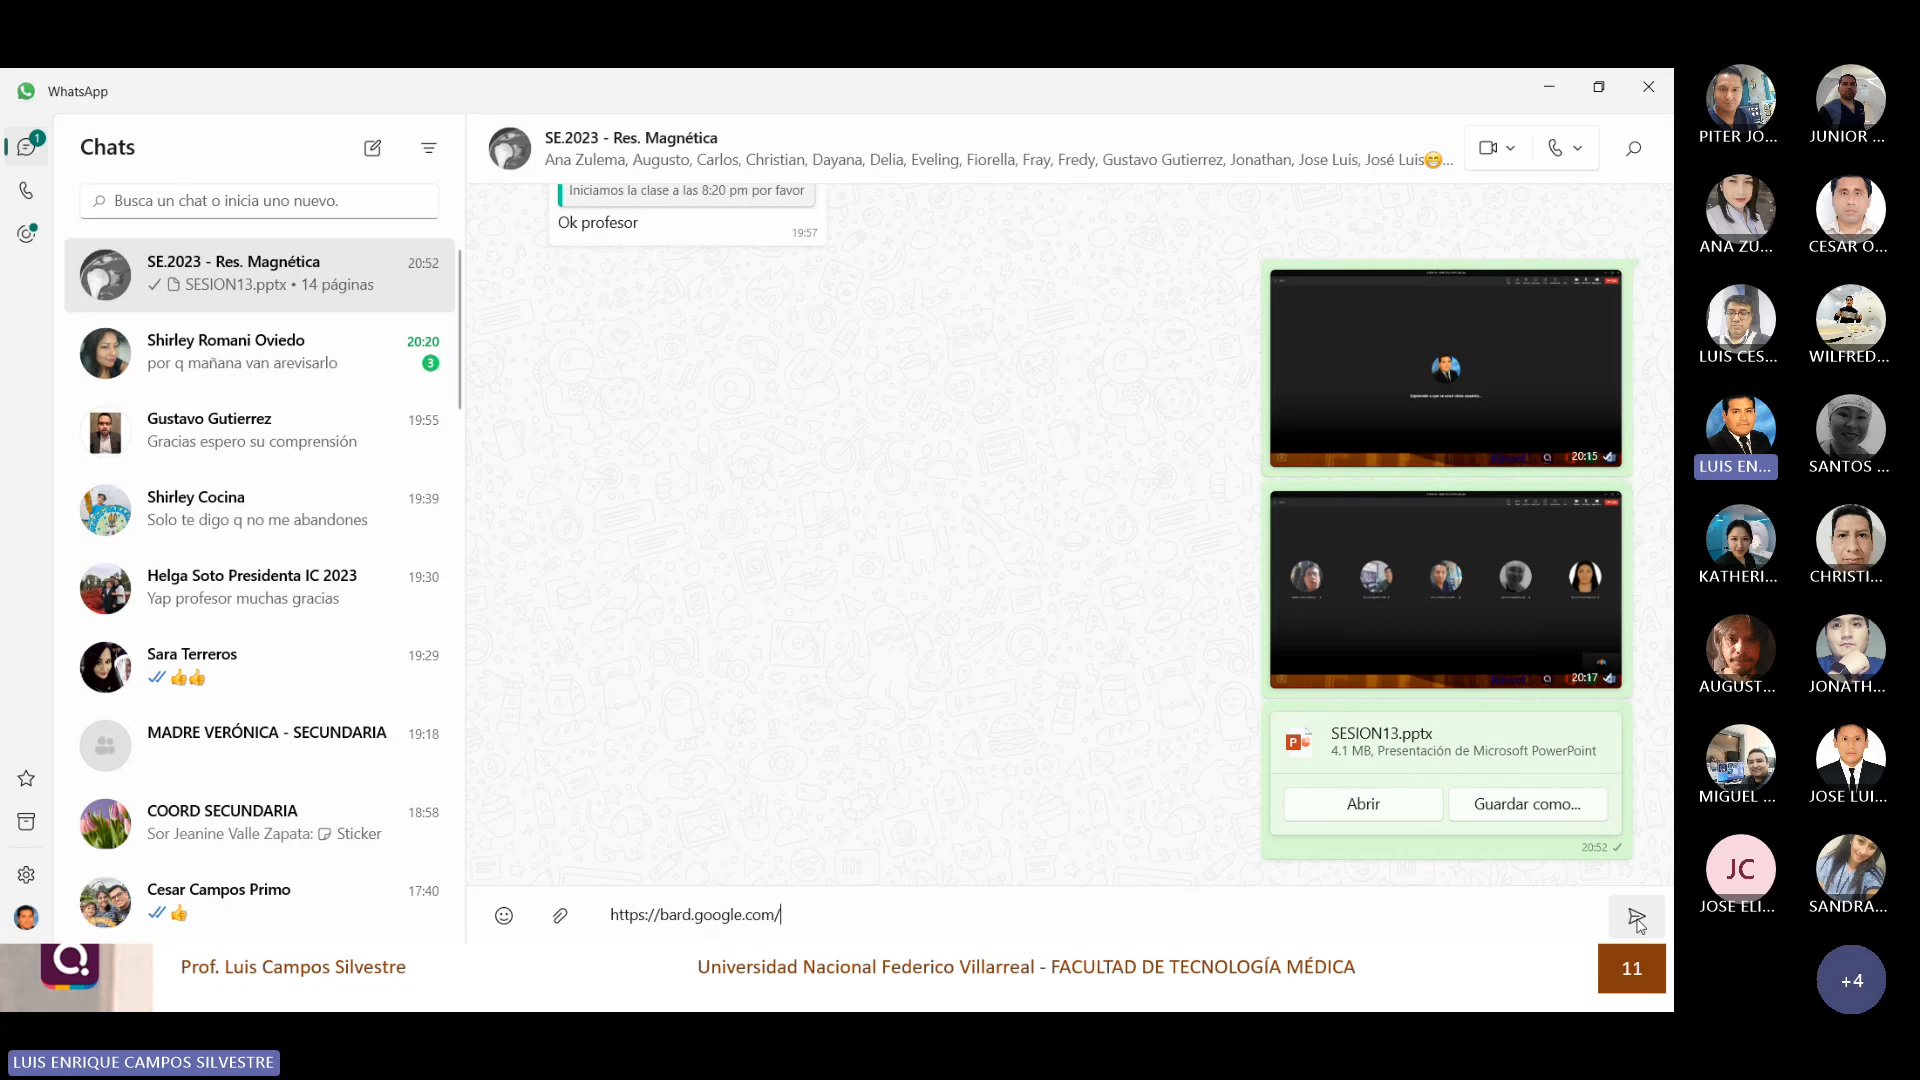 WhatsApp
1
Chats
Busca un chat o inicia uno nuevo.
SE.2023 - Res. Magnética
20:52
SESION13.pptx • 14 páginas
Shirley Romani Oviedo
20:20
por q mañana van arevisarlo
3
Gustavo Gutierrez
19:55
Gracias espero su comprensión
Shirley Cocina
19:39
Solo te digo q no me abandones
Helga Soto Presidenta IC 2023
19:30
Yap profesor muchas gracias
Sara Terreros
19:29
MADRE VERÓNICA - SECUNDARIA
19:18
COORD SECUNDARIA
18:58
Sor Jeanine Valle Zapata: Sticker
Cesar Campos Primo
17:40
SE.2023 - Res. Magnética
Ana Zulema, Augusto, Carlos, Christian, Dayana, Delia, Eveling, Fiorella, Fray, Fredy, Gustavo Gutierrez, Jonathan, Jose Luis, José Luis😁...
Iniciamos la clase a las 8:20 pm por favor
Ok profesor
19:57
20:15
20:17
SESION13.pptx
4.1 MB, Presentación de Microsoft PowerPoint
Abrir
Guardar como...
20:52
https://bard.google.com/
Prof. Luis Campos Silvestre
Universidad Nacional Federico Villarreal - FACULTAD DE TECNOLOGÍA MÉDICA
11
PITER JO...
JUNIOR ...
ANA ZU...
CESAR O...
LUIS CES...
WILFRED...
LUIS EN...
SANTOS ...
KATHERI...
CHRISTI...
AUGUST...
JONATH...
MIGUEL ...
JOSE LUI...
JC
JOSE ELI...
SANDRA...
+4
LUIS ENRIQUE CAMPOS SILVESTRE